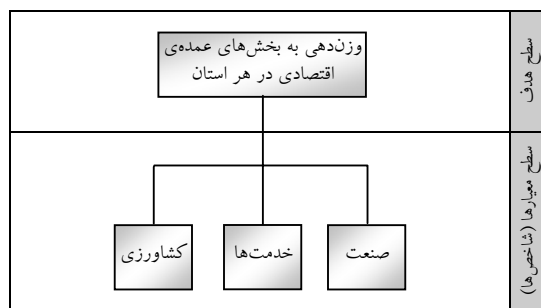 سطح هدف
وزن‌دهی به بخش‌های عمده‌ی
اقتصادی در هر استان
سطح معیارها (شاخص‌ها)
صنعت
خدمت‌ها
کشاورزی